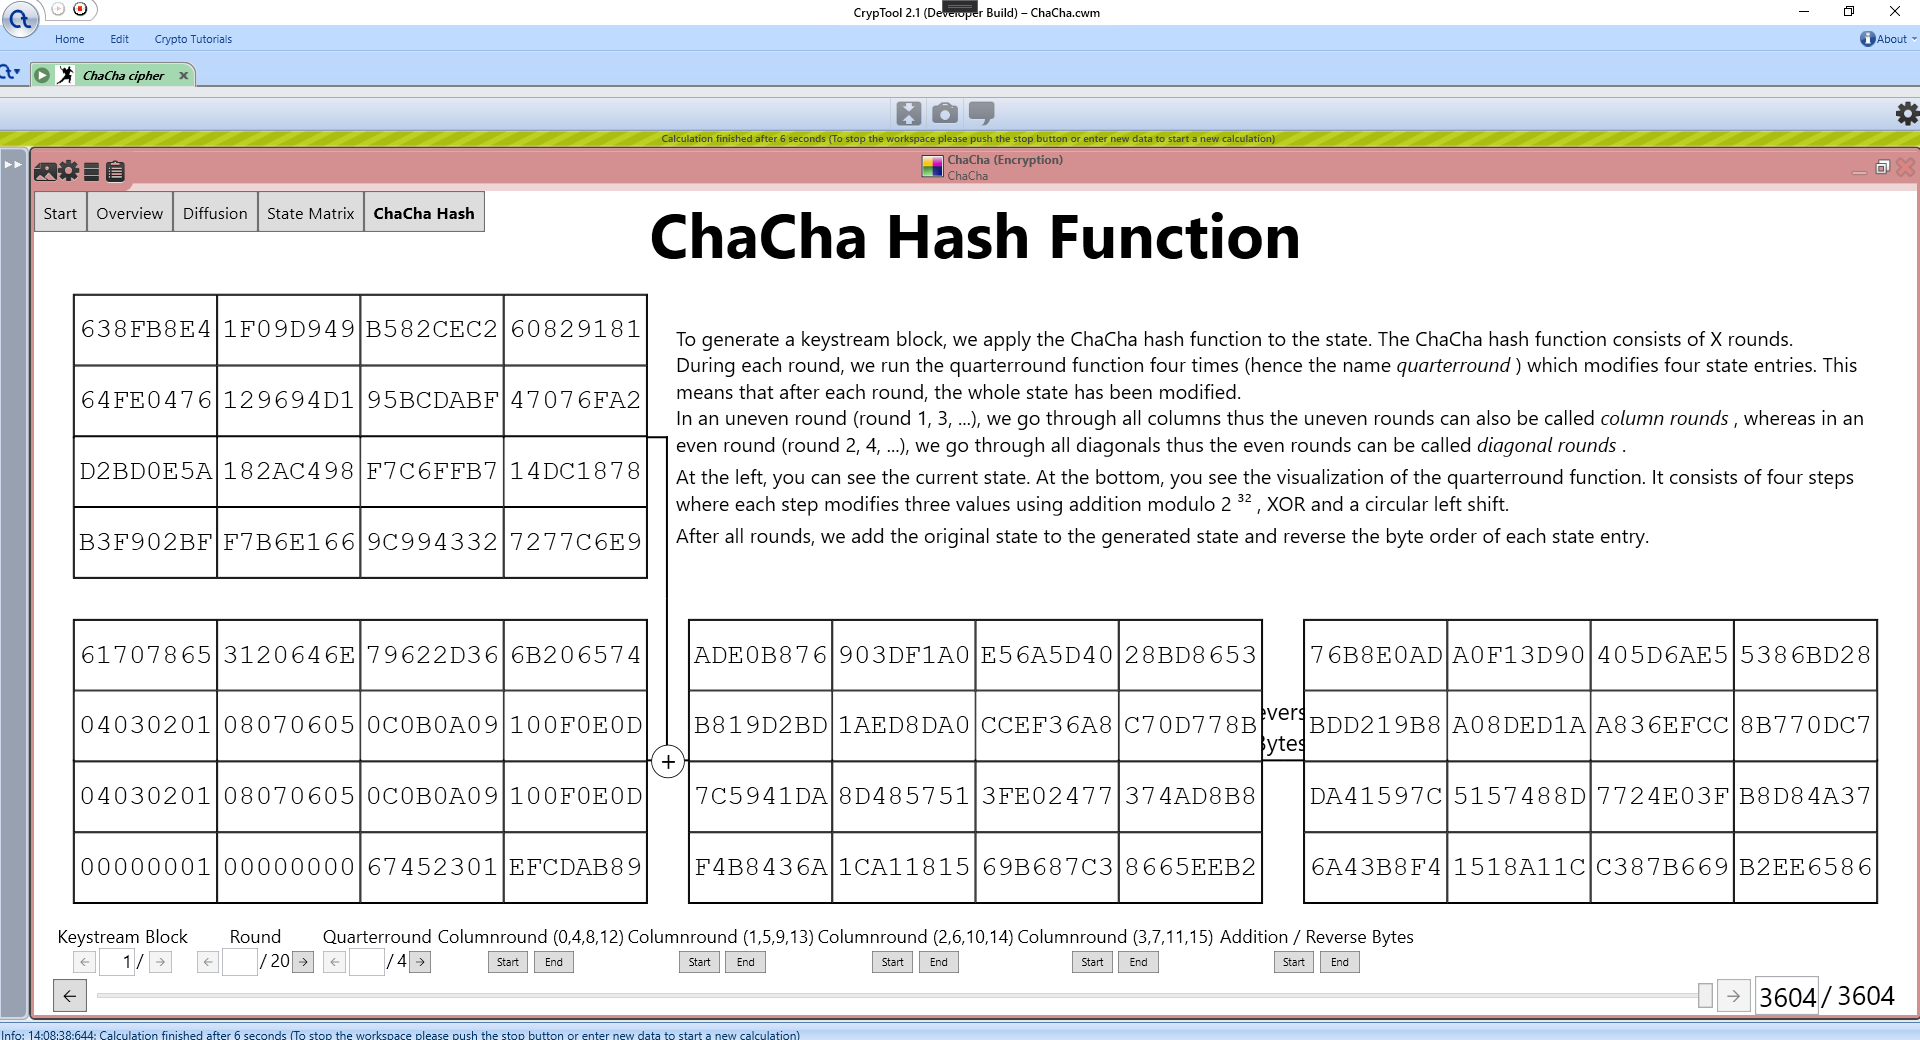 CrypTool 2.1 (Developer Build) – ChaCha.cwm
Home Edit Crypto Tutorials
About
ChaCha cipher
Calculation finished after 6 seconds (To stop the workspace please push the stop button or enter new data to start a new calculation)
ChaCha (Encryption)
ChaCha
Start Overview Diffusion State Matrix ChaCha Hash
ChaCha Hash Function
638FB8E4 1F09D949 B582CEC2 60829181
64FE0476 129694D1 95BCDABF 47076FA2
D2BD0E5A 182AC498 F7C6FFB7 14DC1878
B3F902BF F7B6E166 9C994332 7277C6E9
To generate a keystream block, we apply the ChaCha hash function to the state. The ChaCha hash function consists of X rounds.
During each round, we run the quarterround function four times (hence the name quarterround ) which modifies four state entries. This
means that after each round, the whole state has been modified.
In an uneven round (round 1, 3, ...), we go through all columns thus the uneven rounds can also be called column rounds , whereas in an
even round (round 2, 4, ...), we go through all diagonals thus the even rounds can be called diagonal rounds .
At the left, you can see the current state. At the bottom, you see the visualization of the quarterround function. It consists of four steps
where each step modifies three values using addition modulo 2 ³² , XOR and a circular left shift.
After all rounds, we add the original state to the generated state and reverse the byte order of each state entry.
61707865 3120646E 79622D36 6B206574
04030201 08070605 0C0B0A09 100F0E0D
04030201 08070605 0C0B0A09 100F0E0D
00000001 00000000 67452301 EFCDAB89
+
ADE0B876 903DF1A0 E56A5D40 28BD8653
B819D2BD 1AED8DA0 CCEF36A8 C70D778B
7C5941DA 8D485751 3FE02477 374AD8B8
F4B8436A 1CA11815 69B687C3 8665EEB2
76B8E0AD A0F13D90 405D6AE5 5386BD28
BDD219B8 A08DED1A A836EFCC 8B770DC7
DA41597C 5157488D 7724E03F B8D84A37
6A43B8F4 1518A11C C387B669 B2EE6586
Keystream Block Round Quarterround Columnround (0,4,8,12) Columnround (1,5,9,13) Columnround (2,6,10,14) Columnround (3,7,11,15) Addition / Reverse Bytes
← 1 / → ← / 20 → ← / 4 → Start End Start End Start End Start End Start End
← → 3604 / 3604
Info: 14:08:38:644: Calculation finished after 6 seconds (To stop the workspace please push the stop button or enter new data to start a new calculation)